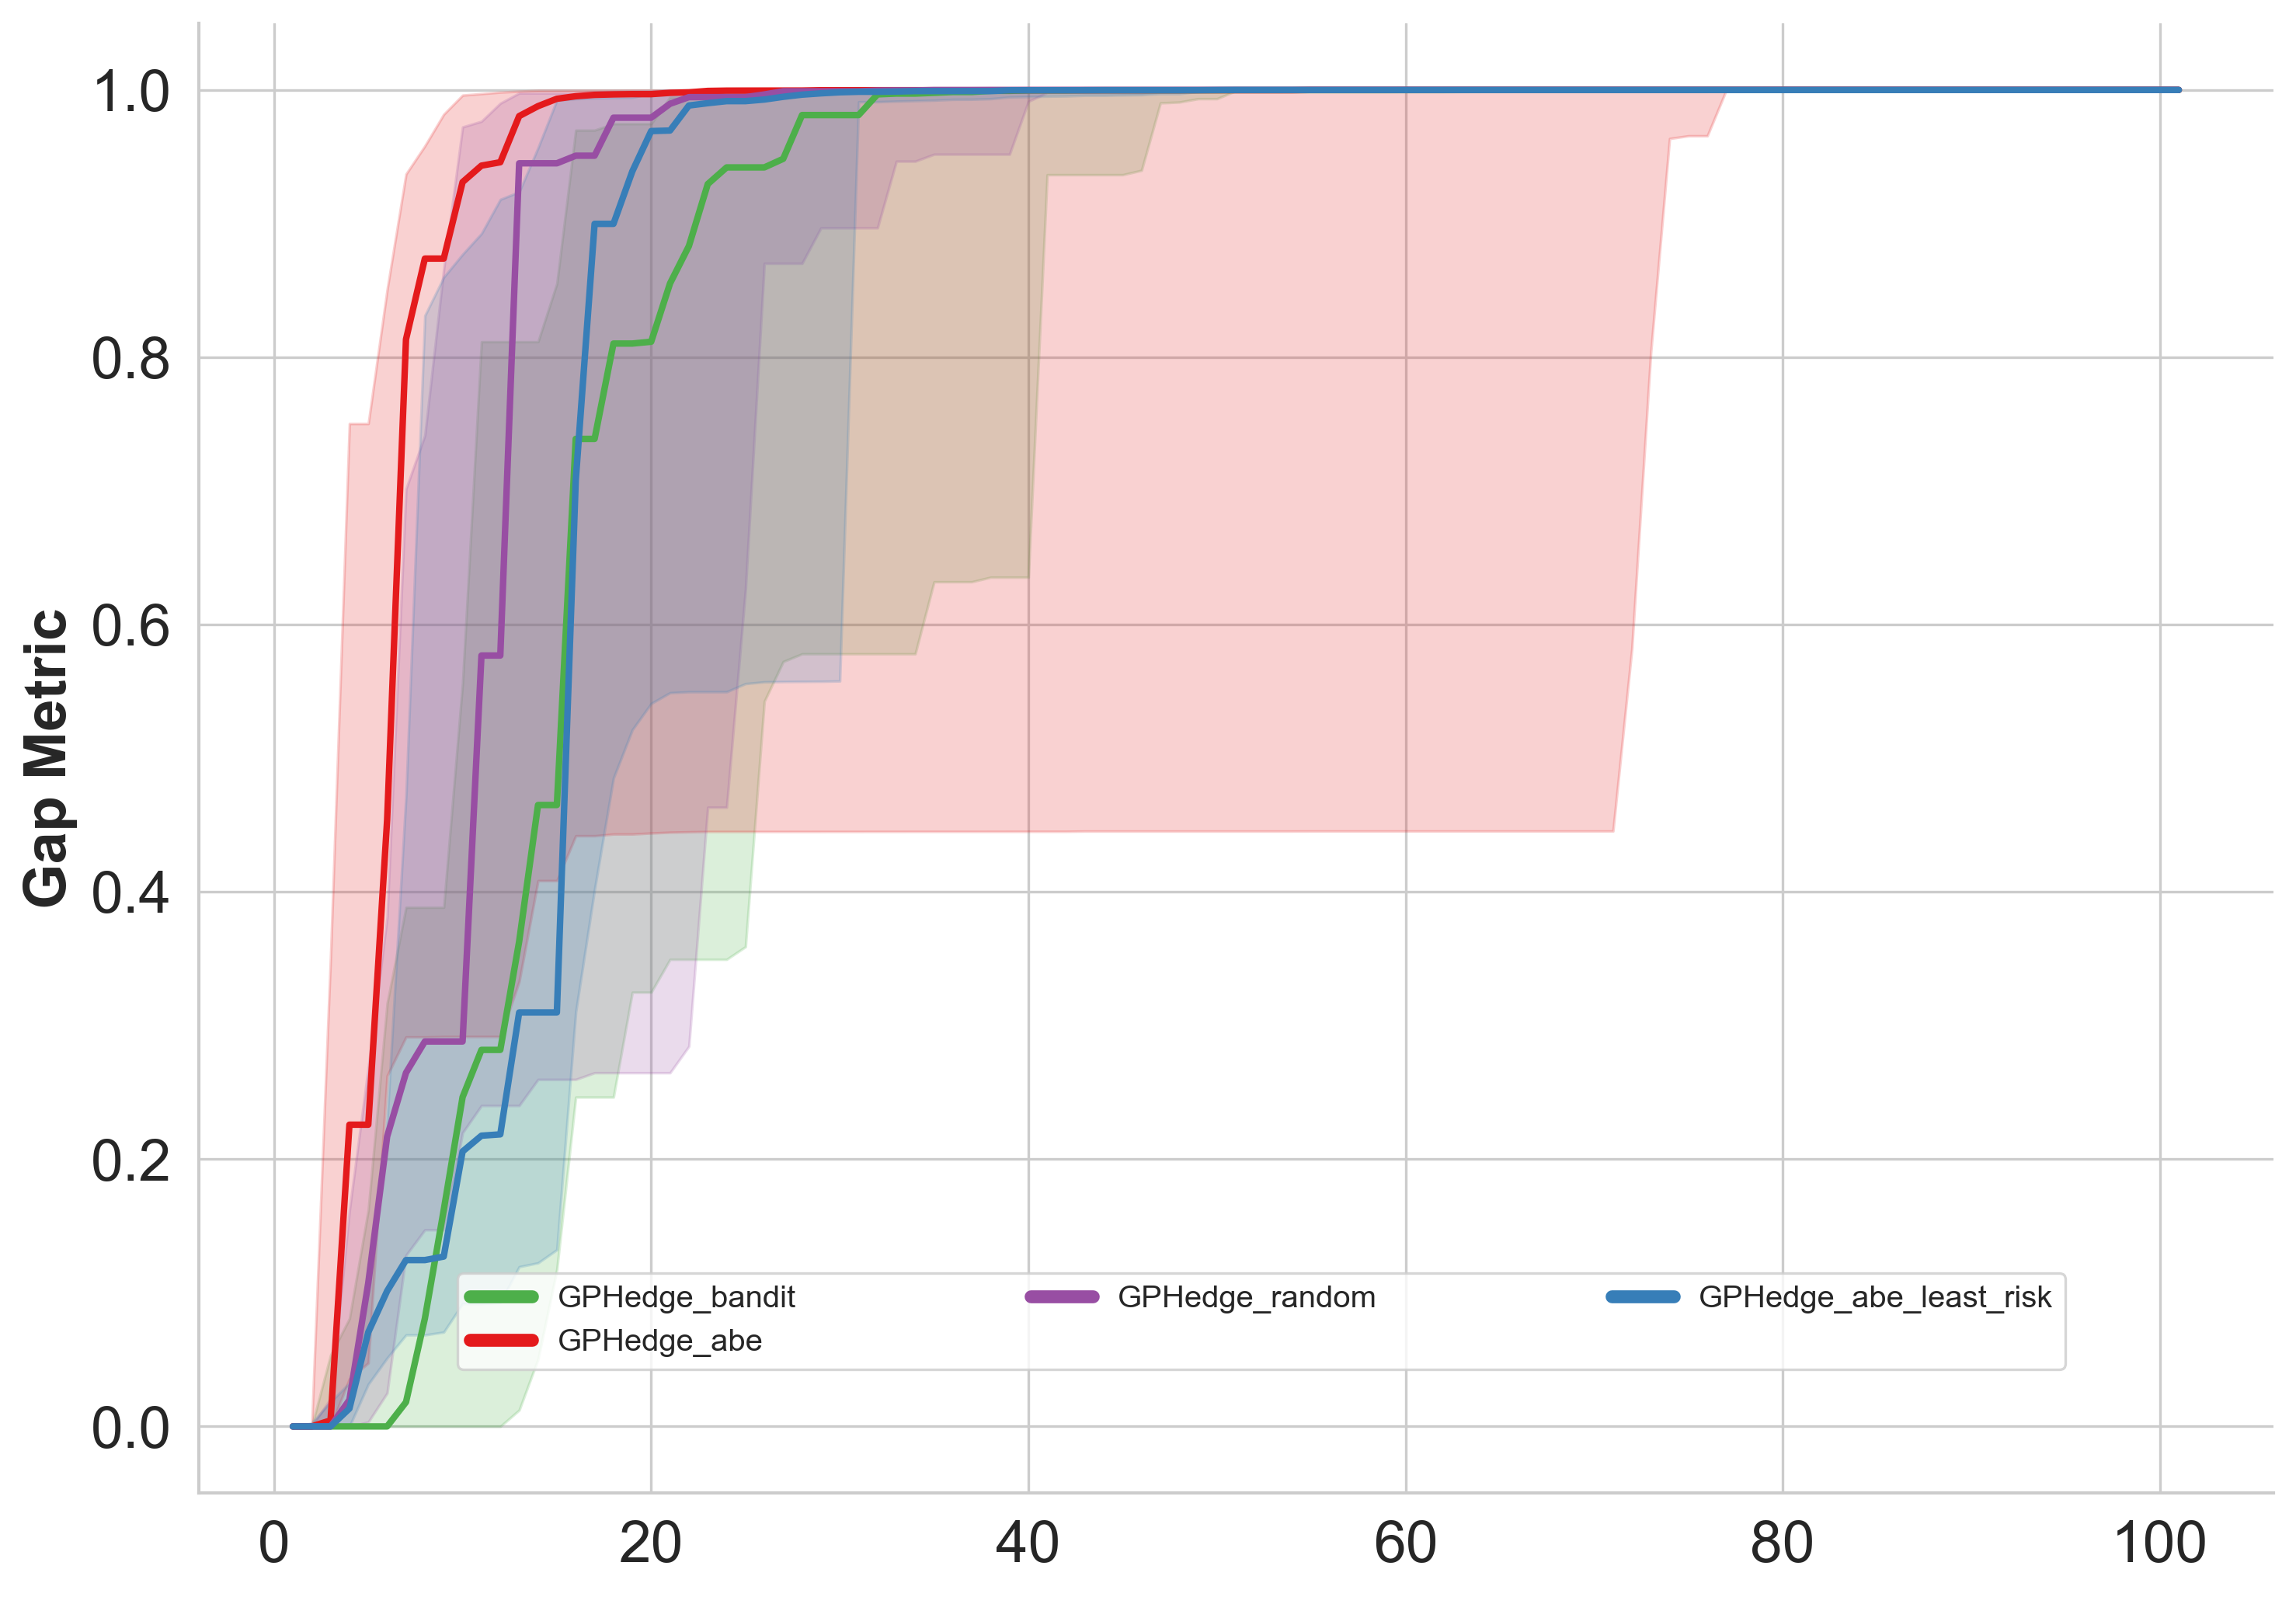 Gap Metric
1.0
0.8
0.6
0.4
0.2
0.0
GPHedge_bandit
GPHedge_abe
GPHedge_random
GPHedge_abe_least_risk
0 20 40 60 80 100